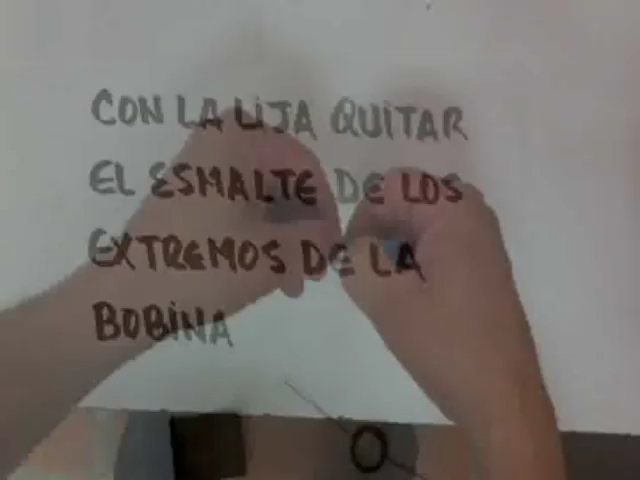 CON LA LIJA QUITAR
EL ESMALTE DE LOS
EXTREMOS DE LA
BOBINA